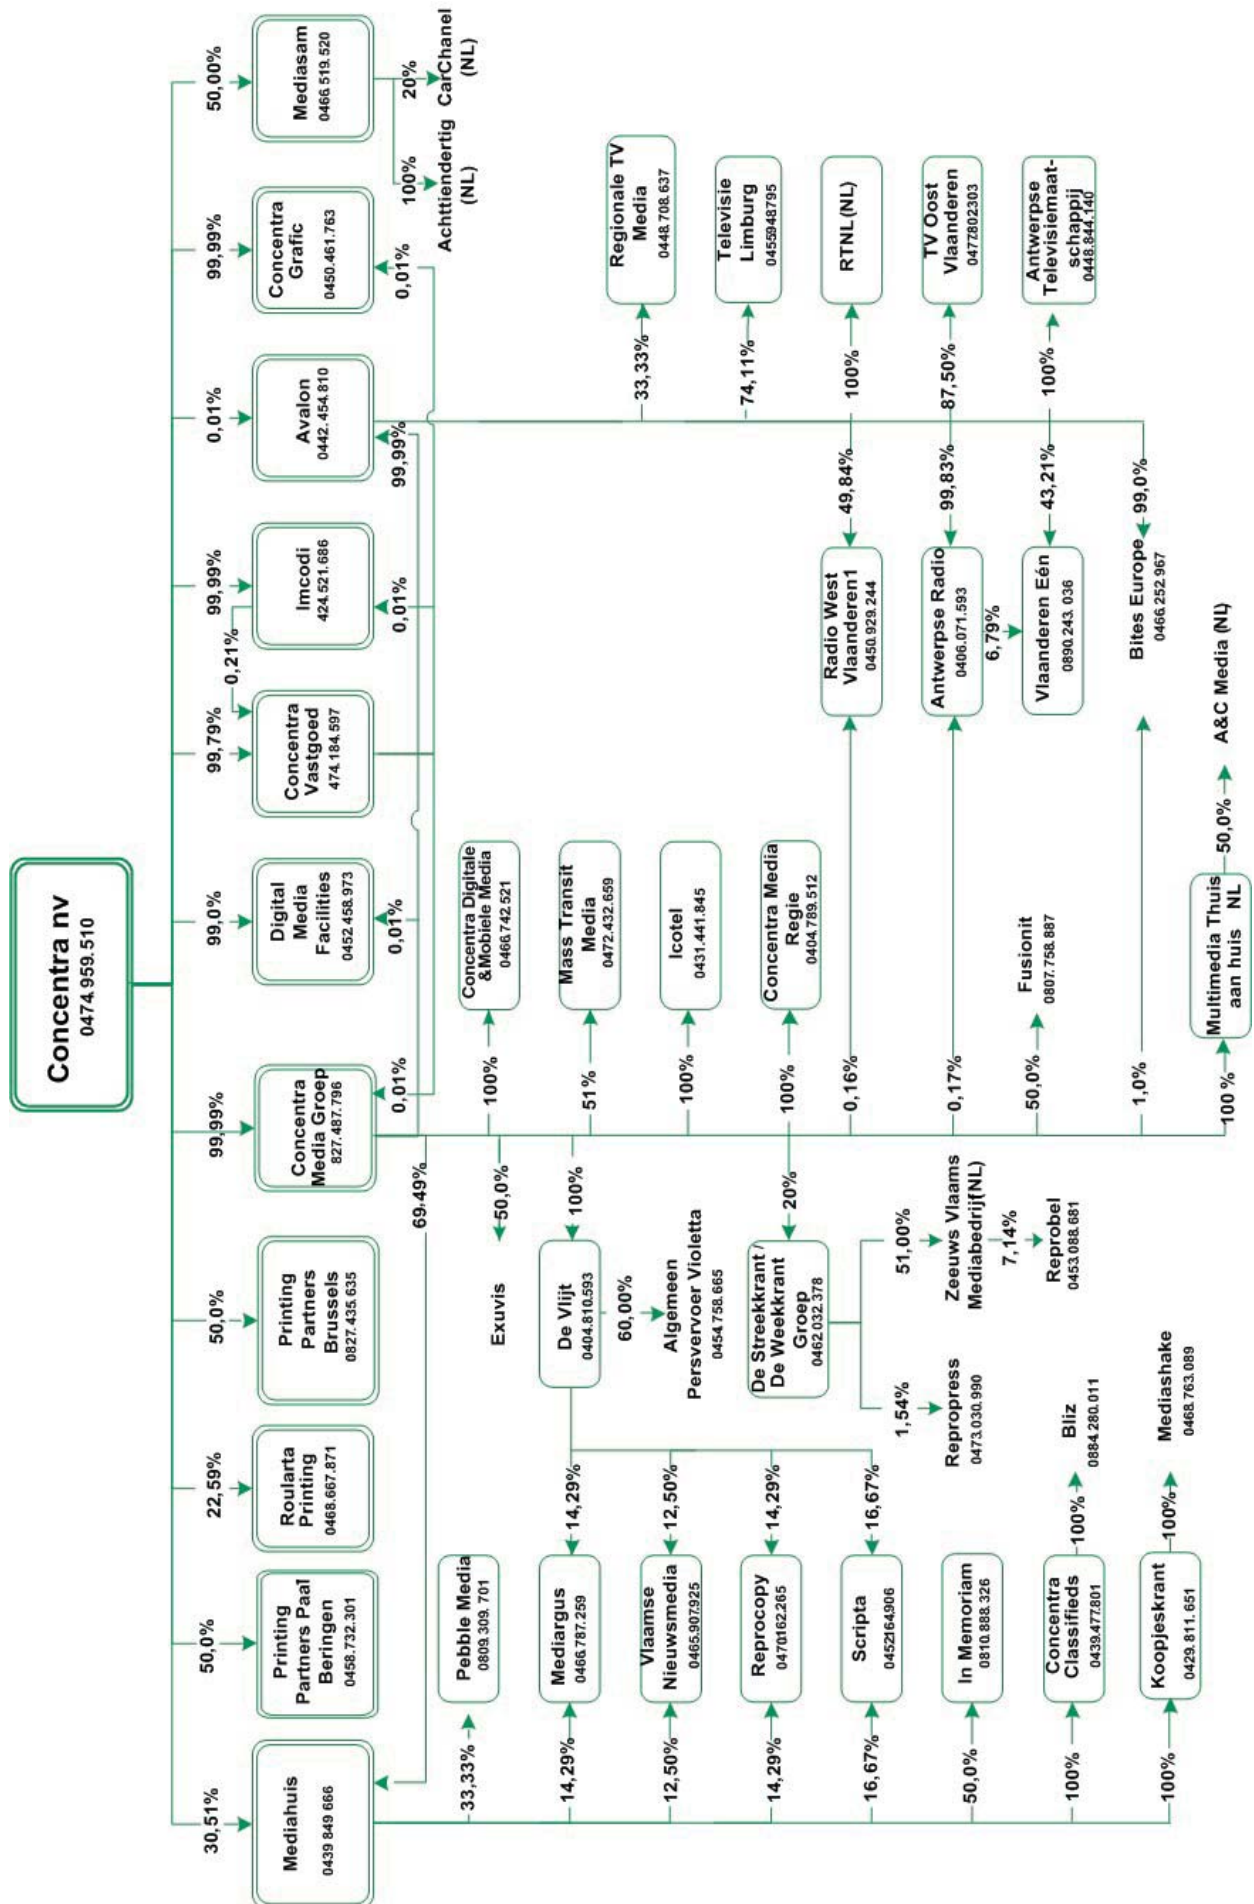 Concentra nv
0474.959.510
30,51%
50,0%
22,59%
50,0%
99,99%
99,0%
99,79%
0,21%
99,99%
0,01%
99,99%
50,00%
Mediahuis
0439 849 666
Printing
Partners Paal
Beringen
0458.732.301
Roularta
Printing
0468.667.871
Printing
Partners
Brussels
0827.435.635
Concentra
Media Groep
827.487.796
Digital
Media
Facilities
0452.458.973
Concentra
Vastgoed
474.184.597
Imcodi
424.521.686
Avalon
0442.454.810
Concentra
Grafic
0450.461.763
Mediasam
0466.519.520
69.49%
0,01%
0,01%
0,01%
99,99%
0,01%
100%
20%
Achttiendertig
(NL)
CarChanel
(NL)
33,33%
Pebble Media
0809.309.701
14,29%
Mediargus
0466.787.259
14,29%
12,50%
Vlaamse
Nieuwsmedia
0465.907.925
12,50%
14,29%
Reprocopy
0470.162.265
14,29%
16,67%
Scripta
0452.164.906
16,67%
50,0%
In Memoriam
0810.888.326
100%
Concentra
Classifieds
0439.477.801
100%
Bliz
0884.280.011
100%
Koopjeskrant
0429.811.651
100%
Mediashake
0468.763.089
Exuvis
50,0%
100%
Concentra Digitale
&Mobiele Media
0466.742.521
De Vlijt
0404.810.593
100%
60,00%
Algemeen
Persvervoer Violetta
0454.758.665
51%
Mass Transit
Media
0472.432.659
100%
Icotel
0431.441.845
De Streekkrant /
De Weekkrant
Groep
0462.032.378
20%
100%
Concentra Media
Regie
0404.789.512
1,54%
51,00%
Repropress
0473.030.990
Zeeuws Vlaams
Mediabedrijf(NL)
7,14%
Reprobel
0453.088.681
0,16%
Radio West
Vlaanderen1
0450.929.244
49,84%
0,17%
Antwerpse Radio
0406.071.593
99,83%
6,79%
Vlaanderen Eén
0890.243.036
43,21%
50,0%
Fusionit
0807.758.887
1,0%
Bites Europe
0466.252.967
99,0%
100 %
Multimedia Thuis
aan huis NL
50,0%
A&C Media (NL)
33,33%
Regionale TV
Media
0448.708.637
74,11%
Televisie
Limburg
0455948795
100%
RTNL(NL)
87,50%
TV Oost
Vlaanderen
0477.802303
100%
Antwerpse
Televisiemaat-
schappij
0448.844.140